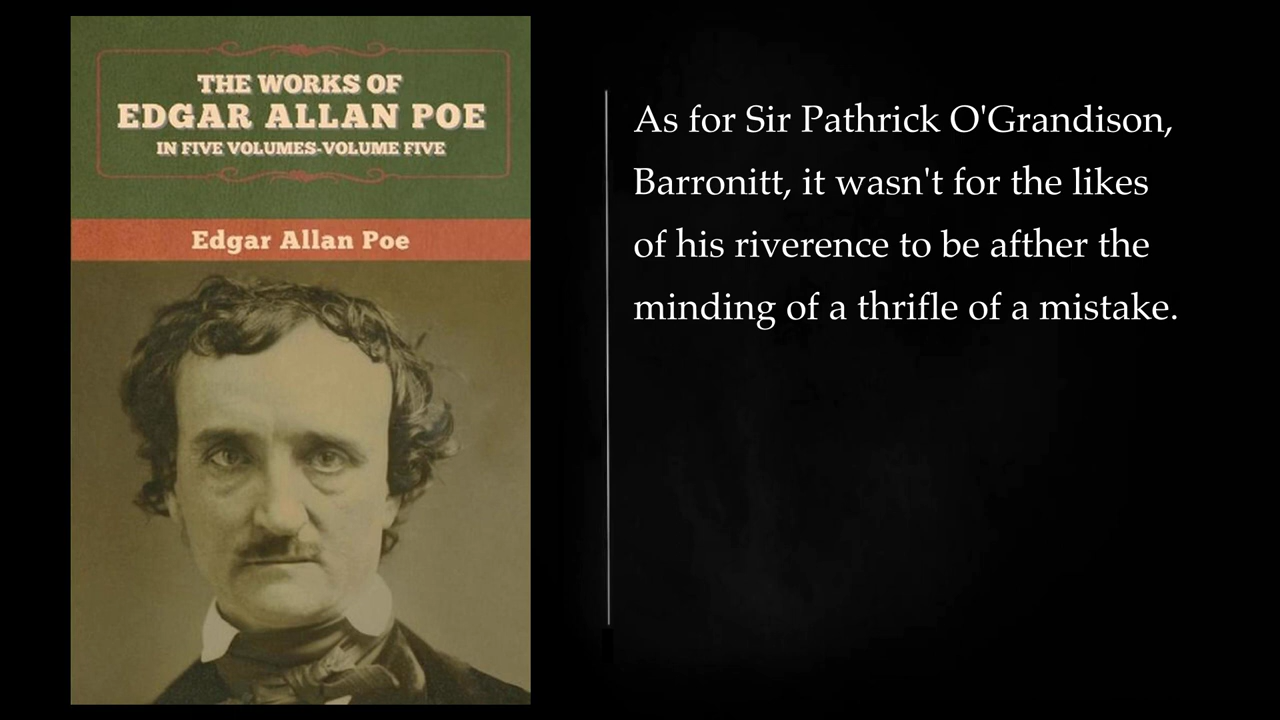 THE WORKS OF
EDGAR ALLAN POE
IN FIVE VOLUMES-VOLUME FIVE
Edgar Allan Poe
As for Sir Pathrick O'Grandison,
Barronitt, it wasn't for the likes
of his riverence to be afther the
minding of a thrifle of a mistake.